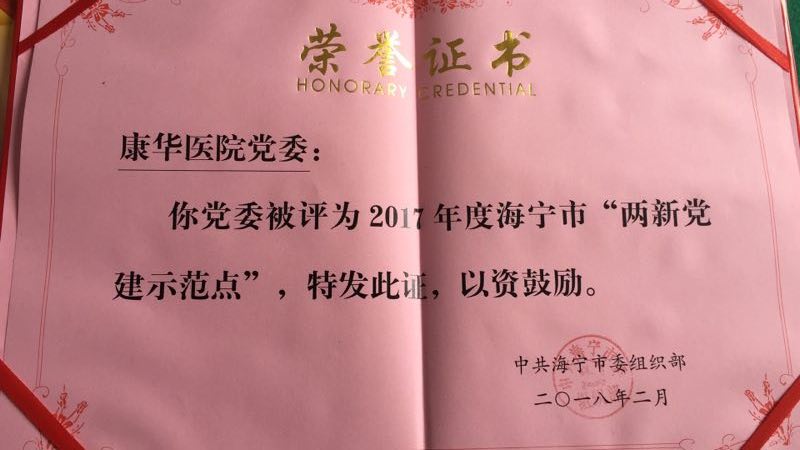 荣誉证书
HONORARY CREDENTIAL
康华医院党委：
你党委被评为2017年度海宁市“两新党
建示范点”，特发此证，以资鼓励。
中共海宁市委组织部
二〇一八年二月